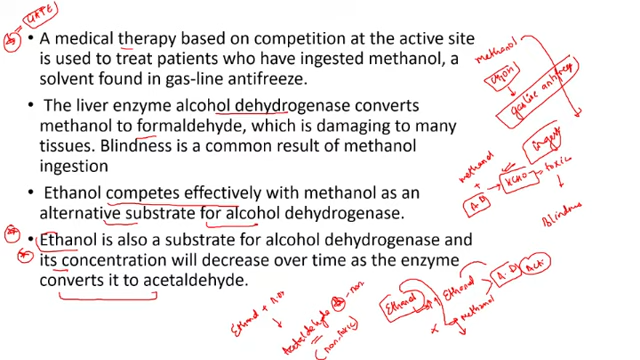 GATE
• A medical therapy based on competition at the active site
is used to treat patients who have ingested methanol, a
solvent found in gas-line antifreeze.
• The liver enzyme alcohol dehydrogenase converts
methanol to formaldehyde, which is damaging to many
tissues. Blindness is a common result of methanol
ingestion
• Ethanol competes effectively with methanol as an
alternative substrate for alcohol dehydrogenase.
• Ethanol is also a substrate for alcohol dehydrogenase and
its concentration will decrease over time as the enzyme
converts it to acetaldehyde.
methanol
gasline antifreeze
ingest
methanol
+
A.D
HCHO
toxic
Blindness
Ethanol + AD
Acetaldehyde
(non. toxic)
Ethanol
Ethanol
methanol
A.D